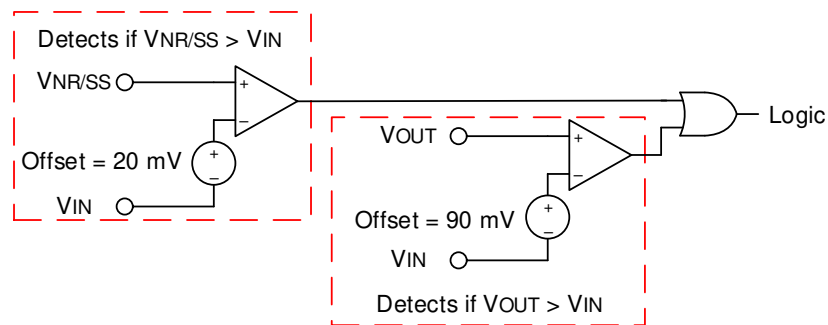 Detects if VNR/SS > VIN
VNR/SS
+
−
Offset = 20 mV
+
−
VIN
VOUT
+
−
Offset = 90 mV
+
−
VIN
Detects if VOUT > VIN
Logic